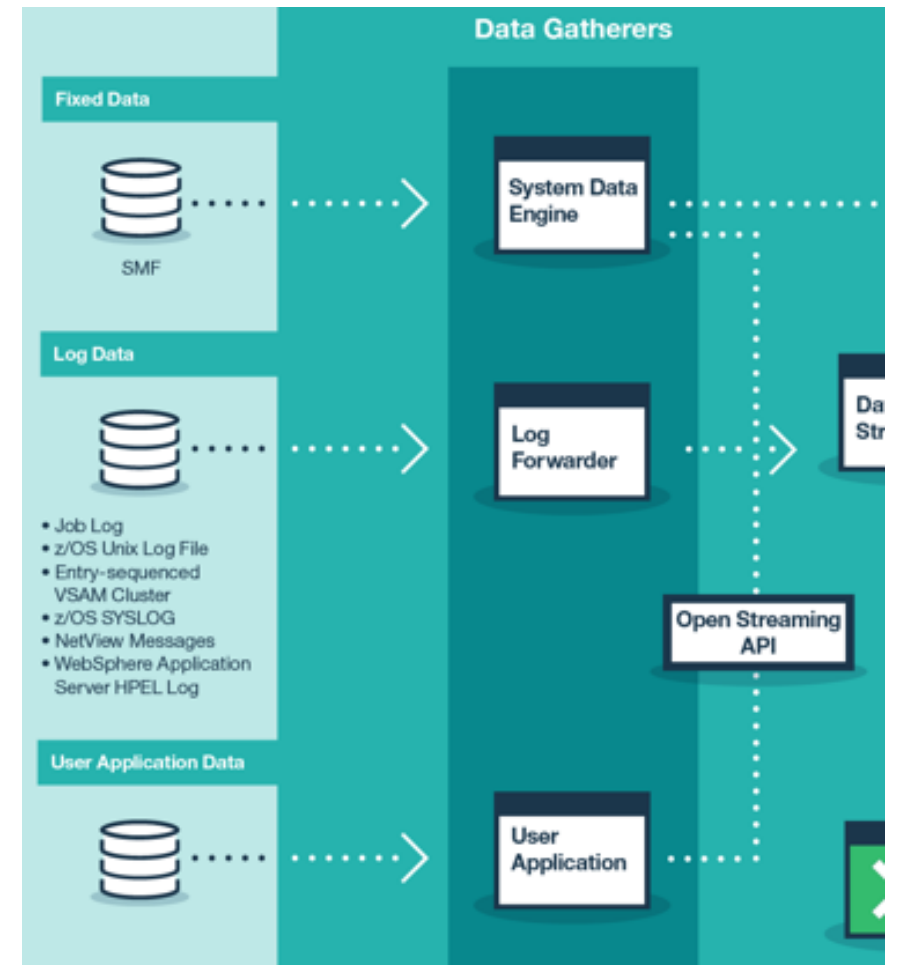 Data Gatherers
Fixed Data
SMF
System Data
Engine
Log Data
• Job Log
• z/OS Unix Log File
• Entry-sequenced
VSAM Cluster
• z/OS SYSLOG
• NetView Messages
• WebSphere Application
Server HPEL Log
Log
Forwarder
Da
Str
Open Streaming
API
User Application Data
User
Application